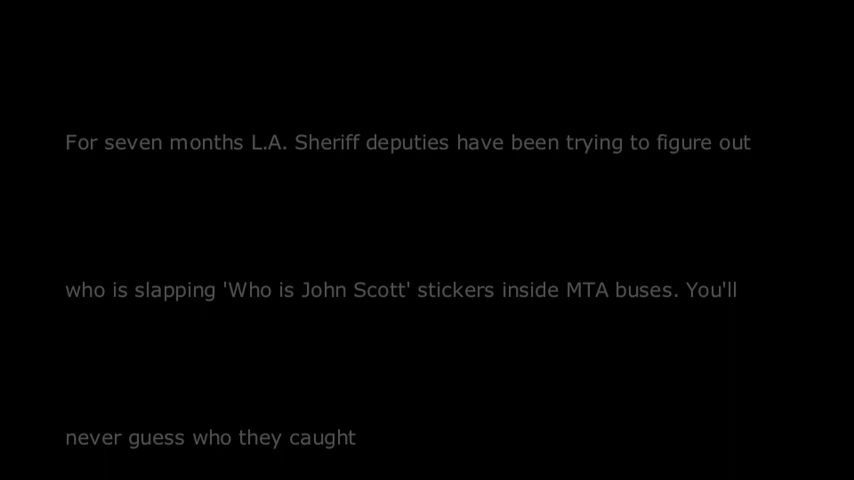 For seven months L.A. Sheriff deputies have been trying to figure out
who is slapping 'Who is John Scott' stickers inside MTA buses. You'll
never guess who they caught